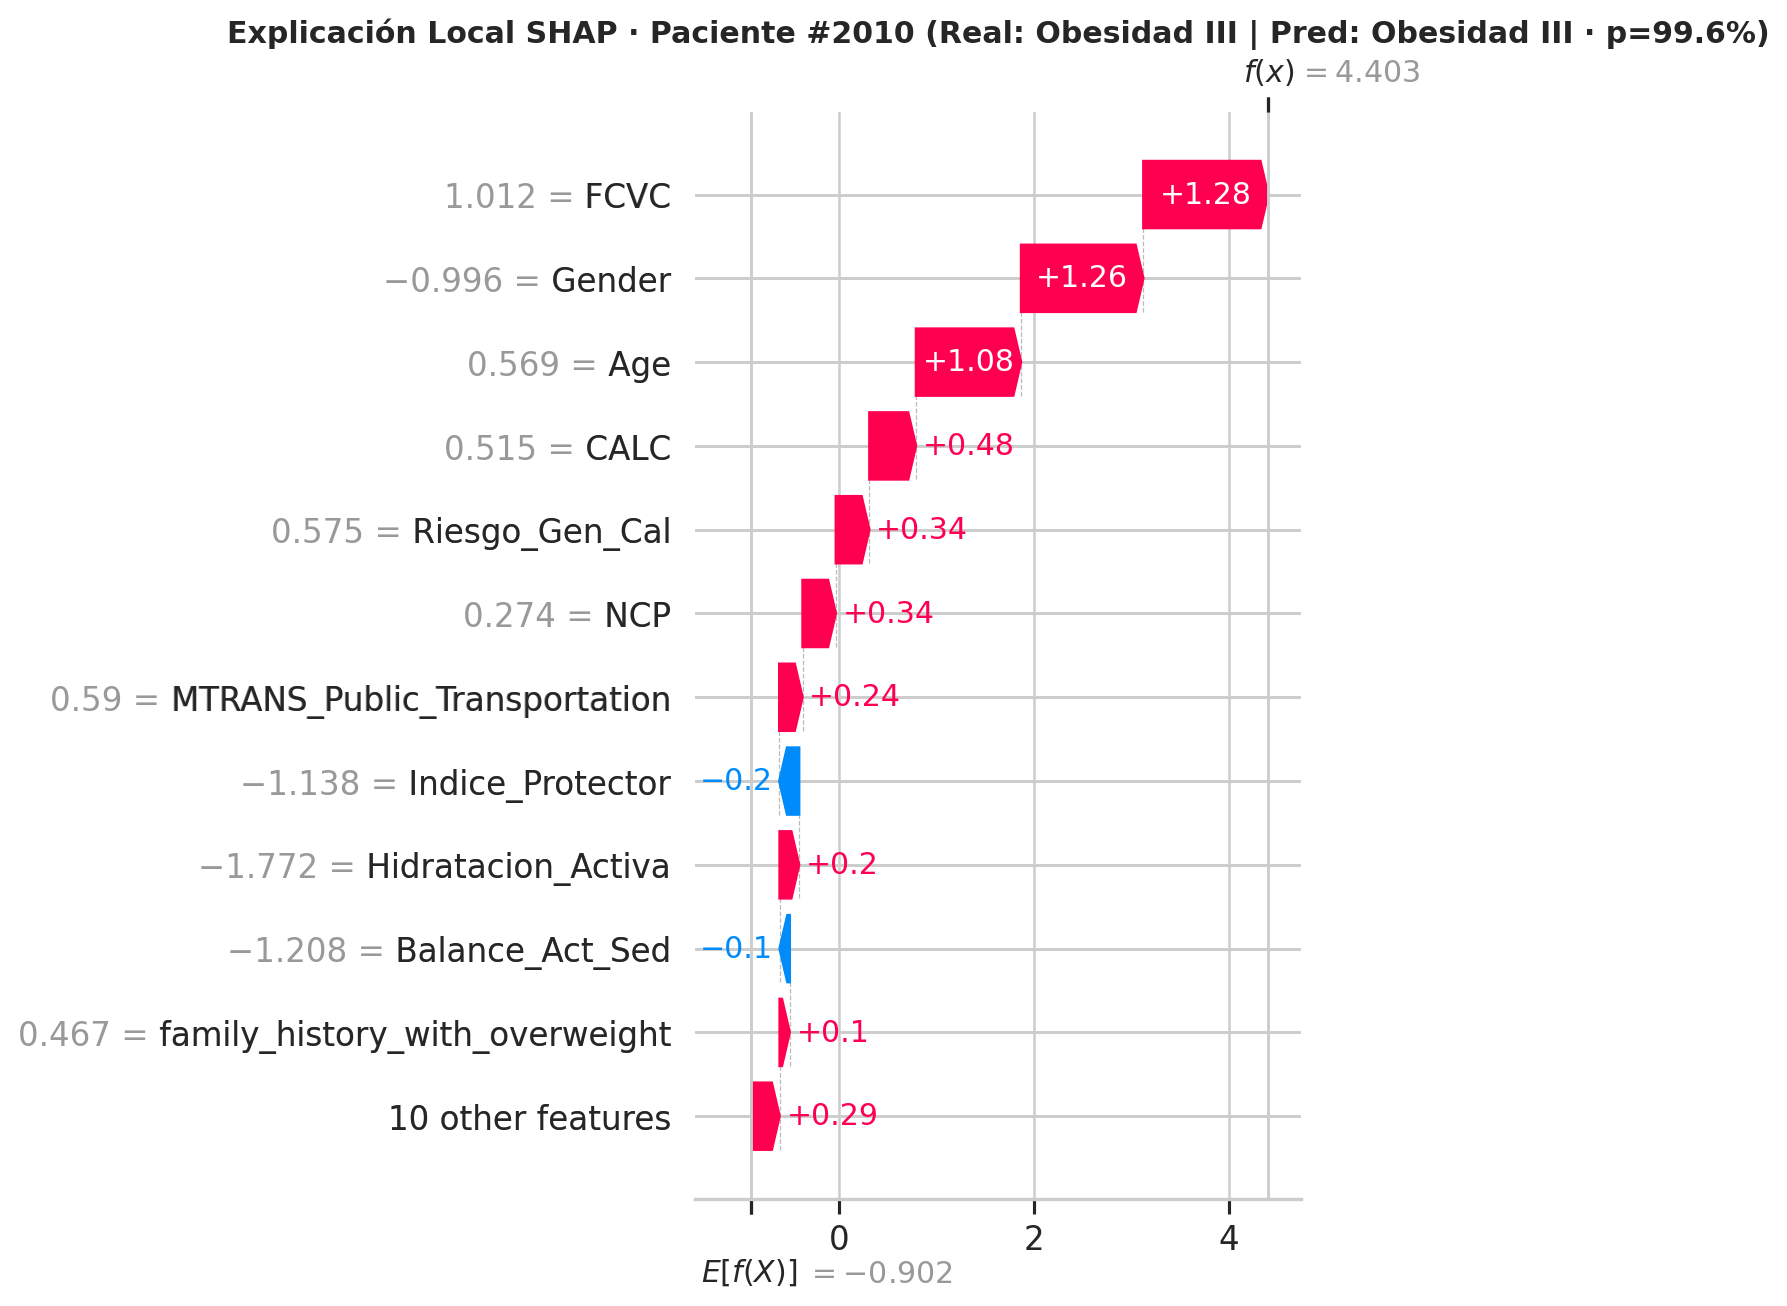 Explicación Local SHAP · Paciente #2010 (Real: Obesidad III | Pred: Obesidad III · p=99.6%)
f(x) = 4.403
1.012 = FCVC +1.28
−0.996 = Gender +1.26
0.569 = Age +1.08
0.515 = CALC +0.48
0.575 = Riesgo_Gen_Cal +0.34
0.274 = NCP +0.34
0.59 = MTRANS_Public_Transportation +0.24
−1.138 = Indice_Protector −0.2
−1.772 = Hidratacion_Activa +0.2
−1.208 = Balance_Act_Sed −0.1
0.467 = family_history_with_overweight +0.1
10 other features +0.29
0 2 4
E[f(X)] = −0.902